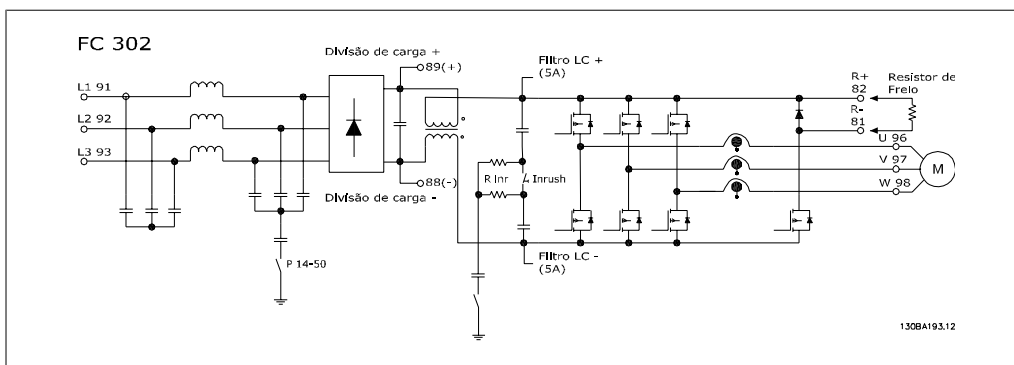 FC 302
Divisão de carga +
89(+)
Filtro LC +
(5A)
R+
82
Resistor de
Freio
R-
81
L1 91
L2 92
L3 93
U 96
V 97
W 98
M
R Inr
Inrush
88(-)
Divisão de carga -
Filtro LC -
(5A)
P 14-50
130BA193.12